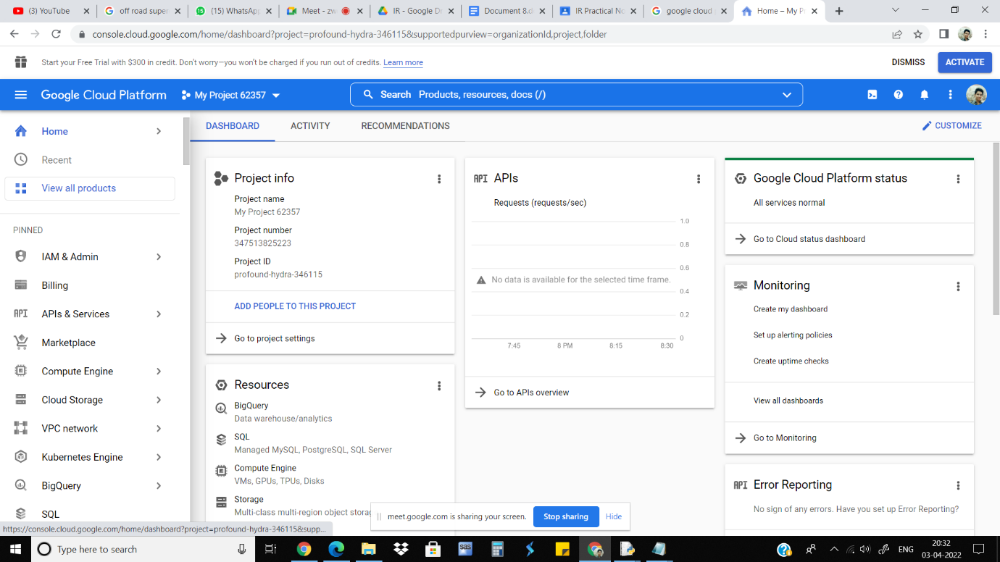 (3) YouTube
off road super
(15) WhatsApp
Meet - zw
IR - Google Dr
Document 8.d
IR Practical No
google cloud
Home – My P
console.cloud.google.com/home/dashboard?project=profound-hydra-346115&supportedpurview=organizationId,project,folder
Start your Free Trial with $300 in credit. Don't worry—you won't be charged if you run out of credits. Learn more
DISMISS
ACTIVATE
Google Cloud Platform
My Project 62357
Search Products, resources, docs (/)
Home
Recent
View all products
PINNED
IAM & Admin
Billing
API APIs & Services
Marketplace
Compute Engine
Cloud Storage
VPC network
Kubernetes Engine
BigQuery
SQL
DASHBOARD
ACTIVITY
RECOMMENDATIONS
CUSTOMIZE
Project info
Project name
My Project 62357
Project number
347513825223
Project ID
profound-hydra-346115
ADD PEOPLE TO THIS PROJECT
Go to project settings
Resources
BigQuery
Data warehouse/analytics
SQL
Managed MySQL, PostgreSQL, SQL Server
Compute Engine
VMs, GPUs, TPUs, Disks
Storage
Multi-class multi-region object storag
API APIs
Requests (requests/sec)
1.0
0.8
0.6
No data is available for the selected time frame.
0.4
0.2
0
7:45
8 PM
8:15
8:30
Go to APIs overview
Google Cloud Platform status
All services normal
Go to Cloud status dashboard
Monitoring
Create my dashboard
Set up alerting policies
Create uptime checks
View all dashboards
Go to Monitoring
API Error Reporting
No sign of any errors. Have you set up Error Reporting?
meet.google.com is sharing your screen.
Stop sharing
Hide
https://console.cloud.google.com/home/dashboard?project=profound-hydra-346115&supp...
Type here to search
sas
ENG
20:32
03-04-2022